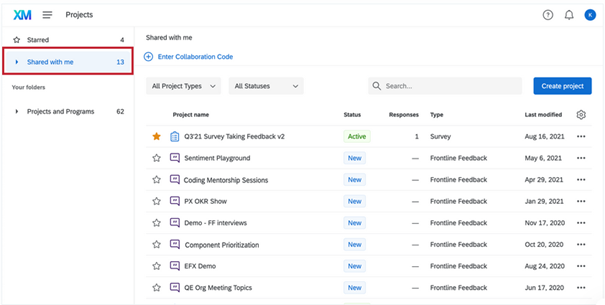 XM Projects ? K
Starred 4
Shared with me 13
Your folders
Projects and Programs 62
Shared with me
Enter Collaboration Code
All Project Types All Statuses Search... Create project
Project name Status Responses Type Last modified
Q3'21 Survey Taking Feedback v2 Active 1 Survey Aug 16, 2021
Sentiment Playground New — Frontline Feedback May 6, 2021
Coding Mentorship Sessions New — Frontline Feedback Apr 29, 2021
PX OKR Show New — Frontline Feedback Jan 29, 2021
Demo - FF interviews New — Frontline Feedback Nov 17, 2020
Component Prioritization New — Frontline Feedback Oct 20, 2020
EFX Demo New — Frontline Feedback Aug 24, 2020
QE Org Meeting Topics New — Frontline Feedback Jun 17, 2020